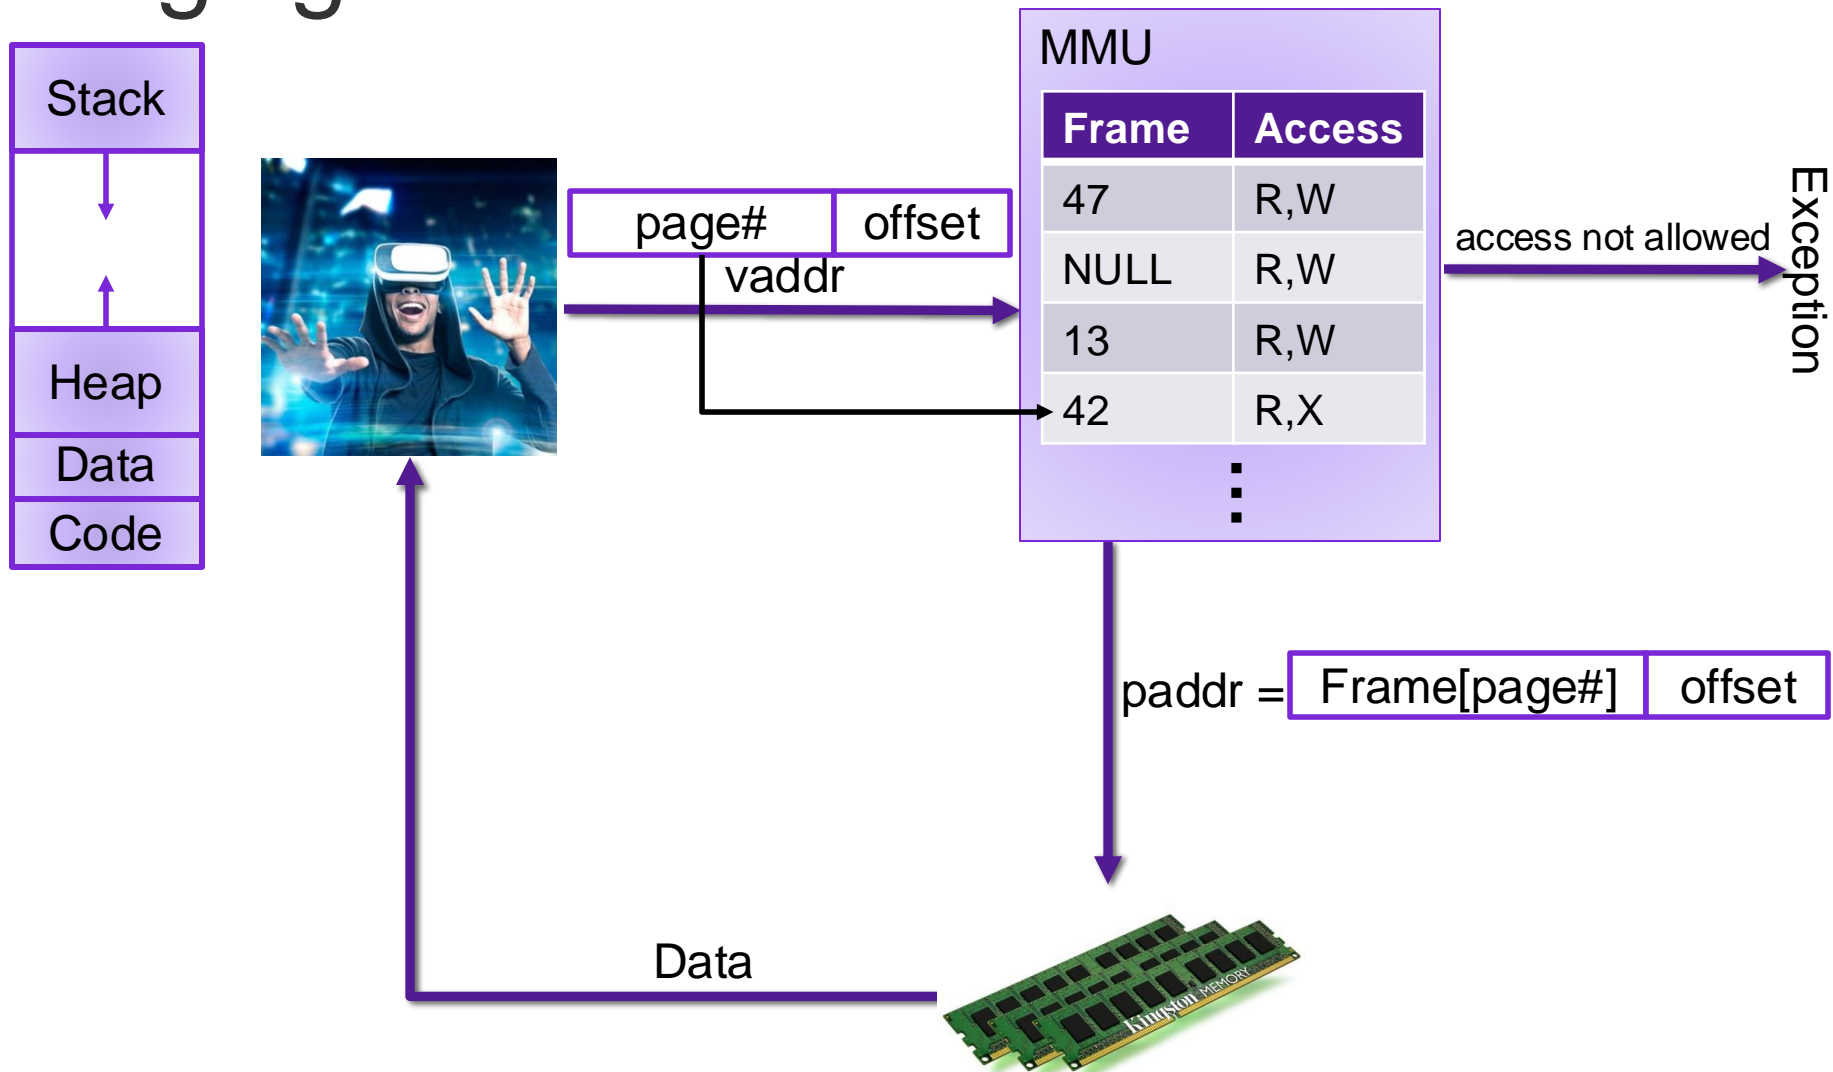 Stack
Heap
Data
Code
page# offset
vaddr
MMU
Frame Access
47 R,W
NULL R,W
13 R,W
42 R,X
access not allowed
Exception
paddr = Frame[page#] offset
Data
Kingston MEMORY